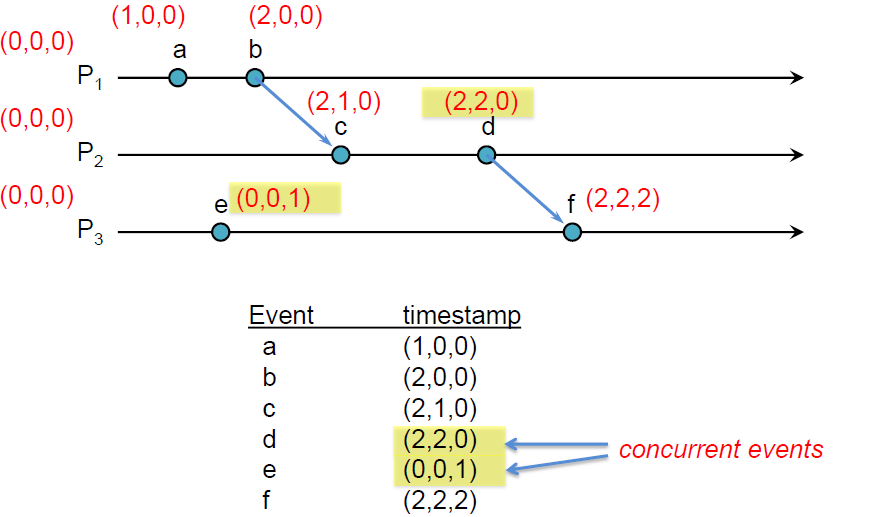 (1,0,0) (2,0,0)
(0,0,0) a b
P1
(2,1,0) (2,2,0)
(0,0,0) c d
P2
(0,0,0) e (0,0,1) f (2,2,2)
P3
Event timestamp
a (1,0,0)
b (2,0,0)
c (2,1,0)
d (2,2,0)
concurrent events
e (0,0,1)
f (2,2,2)